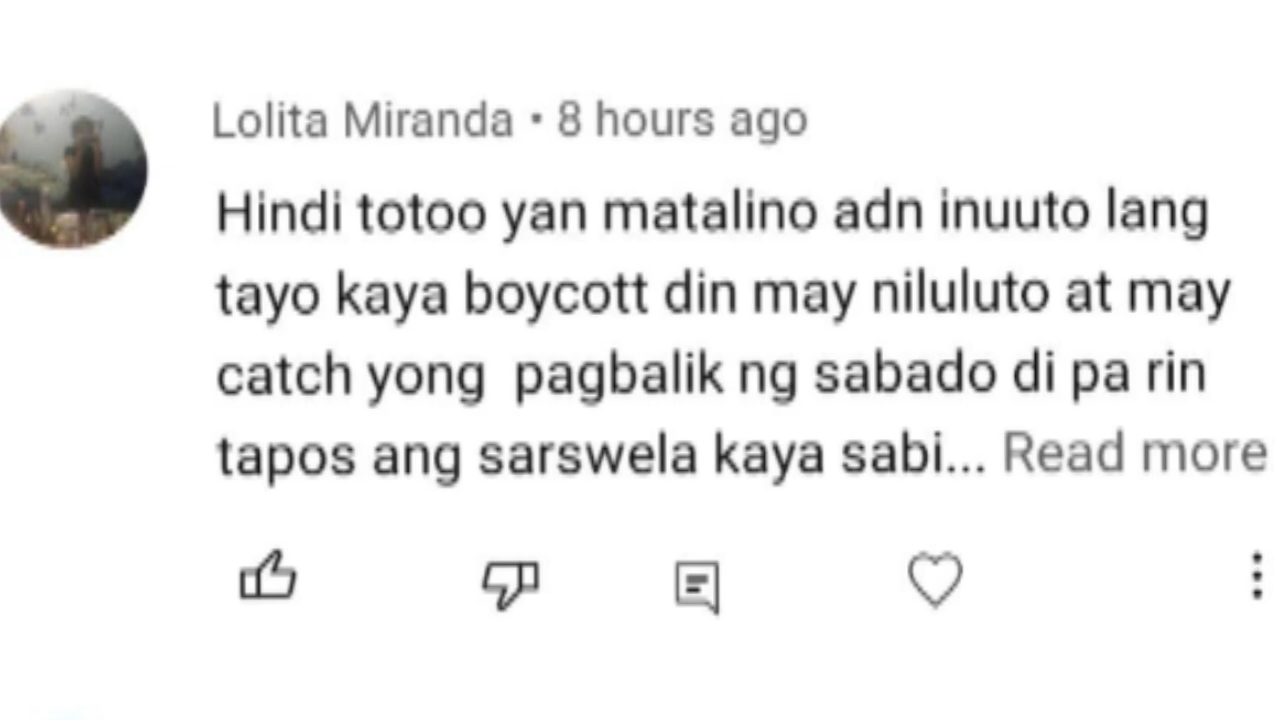 Lolita Miranda • 8 hours ago
Hindi totoo yan matalino adn inuuto lang
tayo kaya boycott din may niluluto at may
catch yong  pagbalik ng sabado di pa rin
tapos ang sarswela kaya sabi... Read more